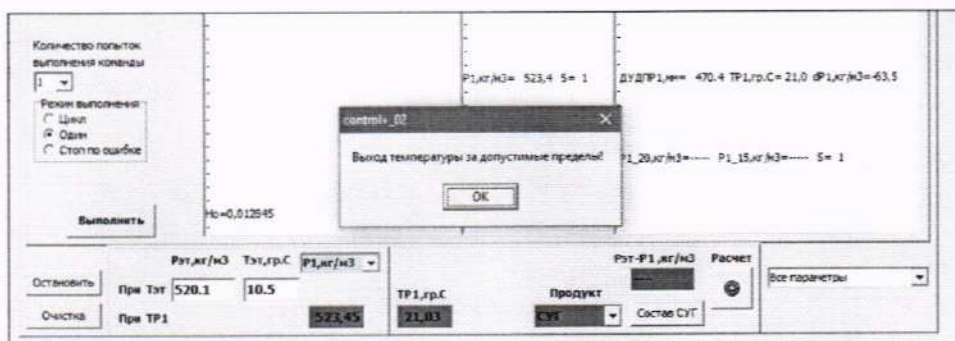 Количество попыток
выполнения команды
1
Режим выполнения
Цикл
Один
Стоп по ошибке
Выполнить
Но=0,012845
P1,кг/м3= 523,4 S= 1
ДУДПР1,мм= 470.4 TP1,гр.С= 21,0 dP1,кг/м3=-63,5
control+_02
Выход температуры за допустимые пределы!
OK
P1_20,кг/м3=----- P1_15,кг/м3=----- S= 1
Остановить
Очистка
Рэт,кг/м3 Тэт,гр.С P1,кг/м3
При Тэт 520.1 10.5
При ТР1 523,45
ТР1,гр.С
21,03
Продукт
СУГ
Рэт-Р1,кг/м3 Расчет
----
Состав СУГ
Все параметры